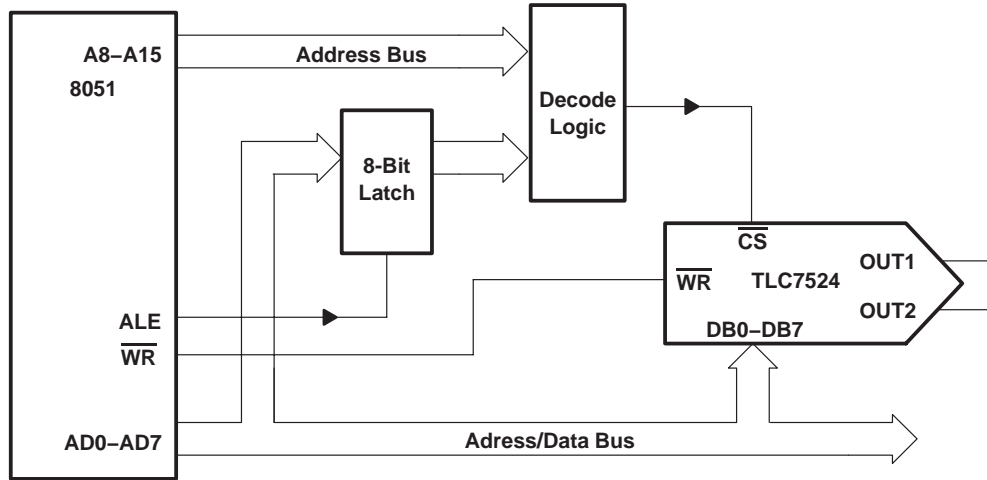 A8–A15
8051
Address Bus
Decode
Logic
8-Bit
Latch
CS
WR
TLC7524
OUT1
OUT2
DB0–DB7
ALE
WR
AD0–AD7
Adress/Data Bus